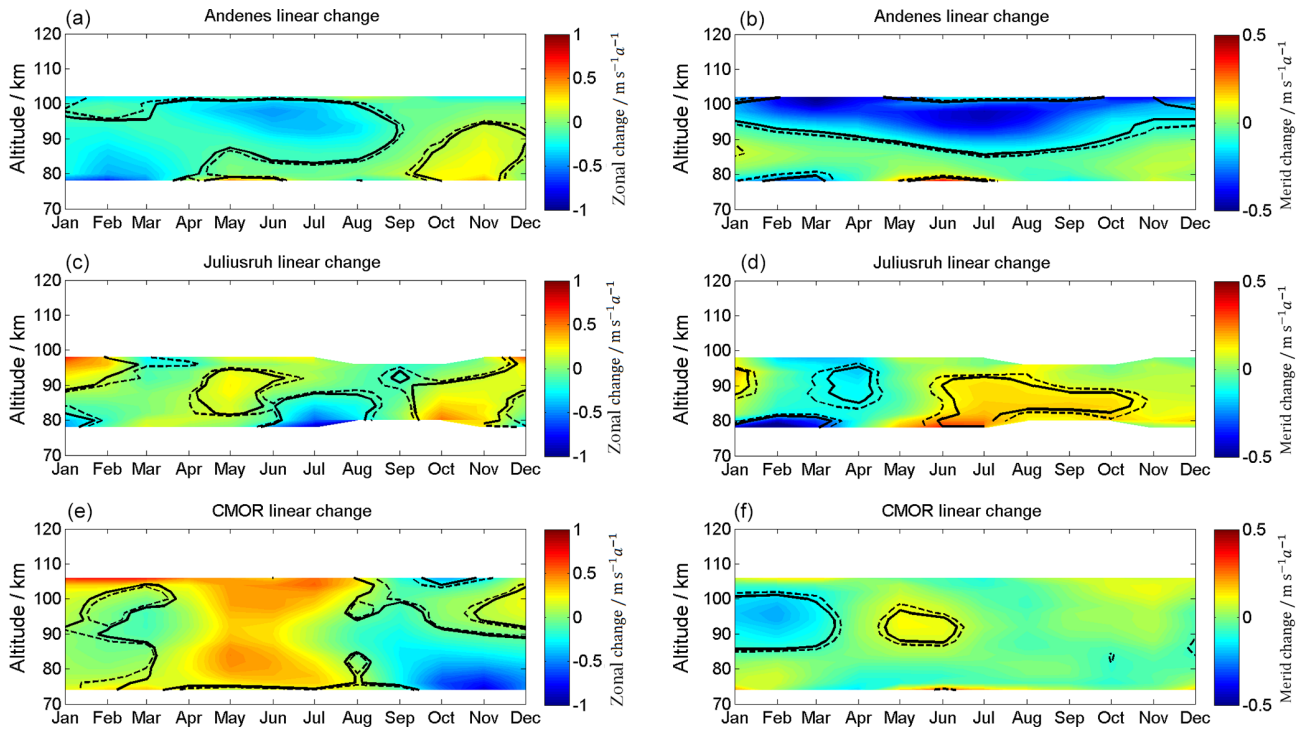 (a) Andenes linear change
120
110
100
90
80
70
Altitude / km
Jan Feb Mar Apr May Jun Jul Aug Sep Oct Nov Dec
1
0.5
0
-0.5
-1
Zonal change / m s−1a−1
(b) Andenes linear change
120
110
100
90
80
70
Altitude / km
Jan Feb Mar Apr May Jun Jul Aug Sep Oct Nov Dec
0.5
0
-0.5
Merid change / m s−1a−1
(c) Juliusruh linear change
120
110
100
90
80
70
Altitude / km
Jan Feb Mar Apr May Jun Jul Aug Sep Oct Nov Dec
1
0.5
0
-0.5
-1
Zonal change / m s−1a−1
(d) Juliusruh linear change
120
110
100
90
80
70
Altitude / km
Jan Feb Mar Apr May Jun Jul Aug Sep Oct Nov Dec
0.5
0
-0.5
Merid change / m s−1a−1
(e) CMOR linear change
120
110
100
90
80
70
Altitude / km
Jan Feb Mar Apr May Jun Jul Aug Sep Oct Nov Dec
1
0.5
0
-0.5
-1
Zonal change / m s−1a−1
(f) CMOR linear change
120
110
100
90
80
70
Altitude / km
Jan Feb Mar Apr May Jun Jul Aug Sep Oct Nov Dec
0.5
0
-0.5
Merid change / m s−1a−1